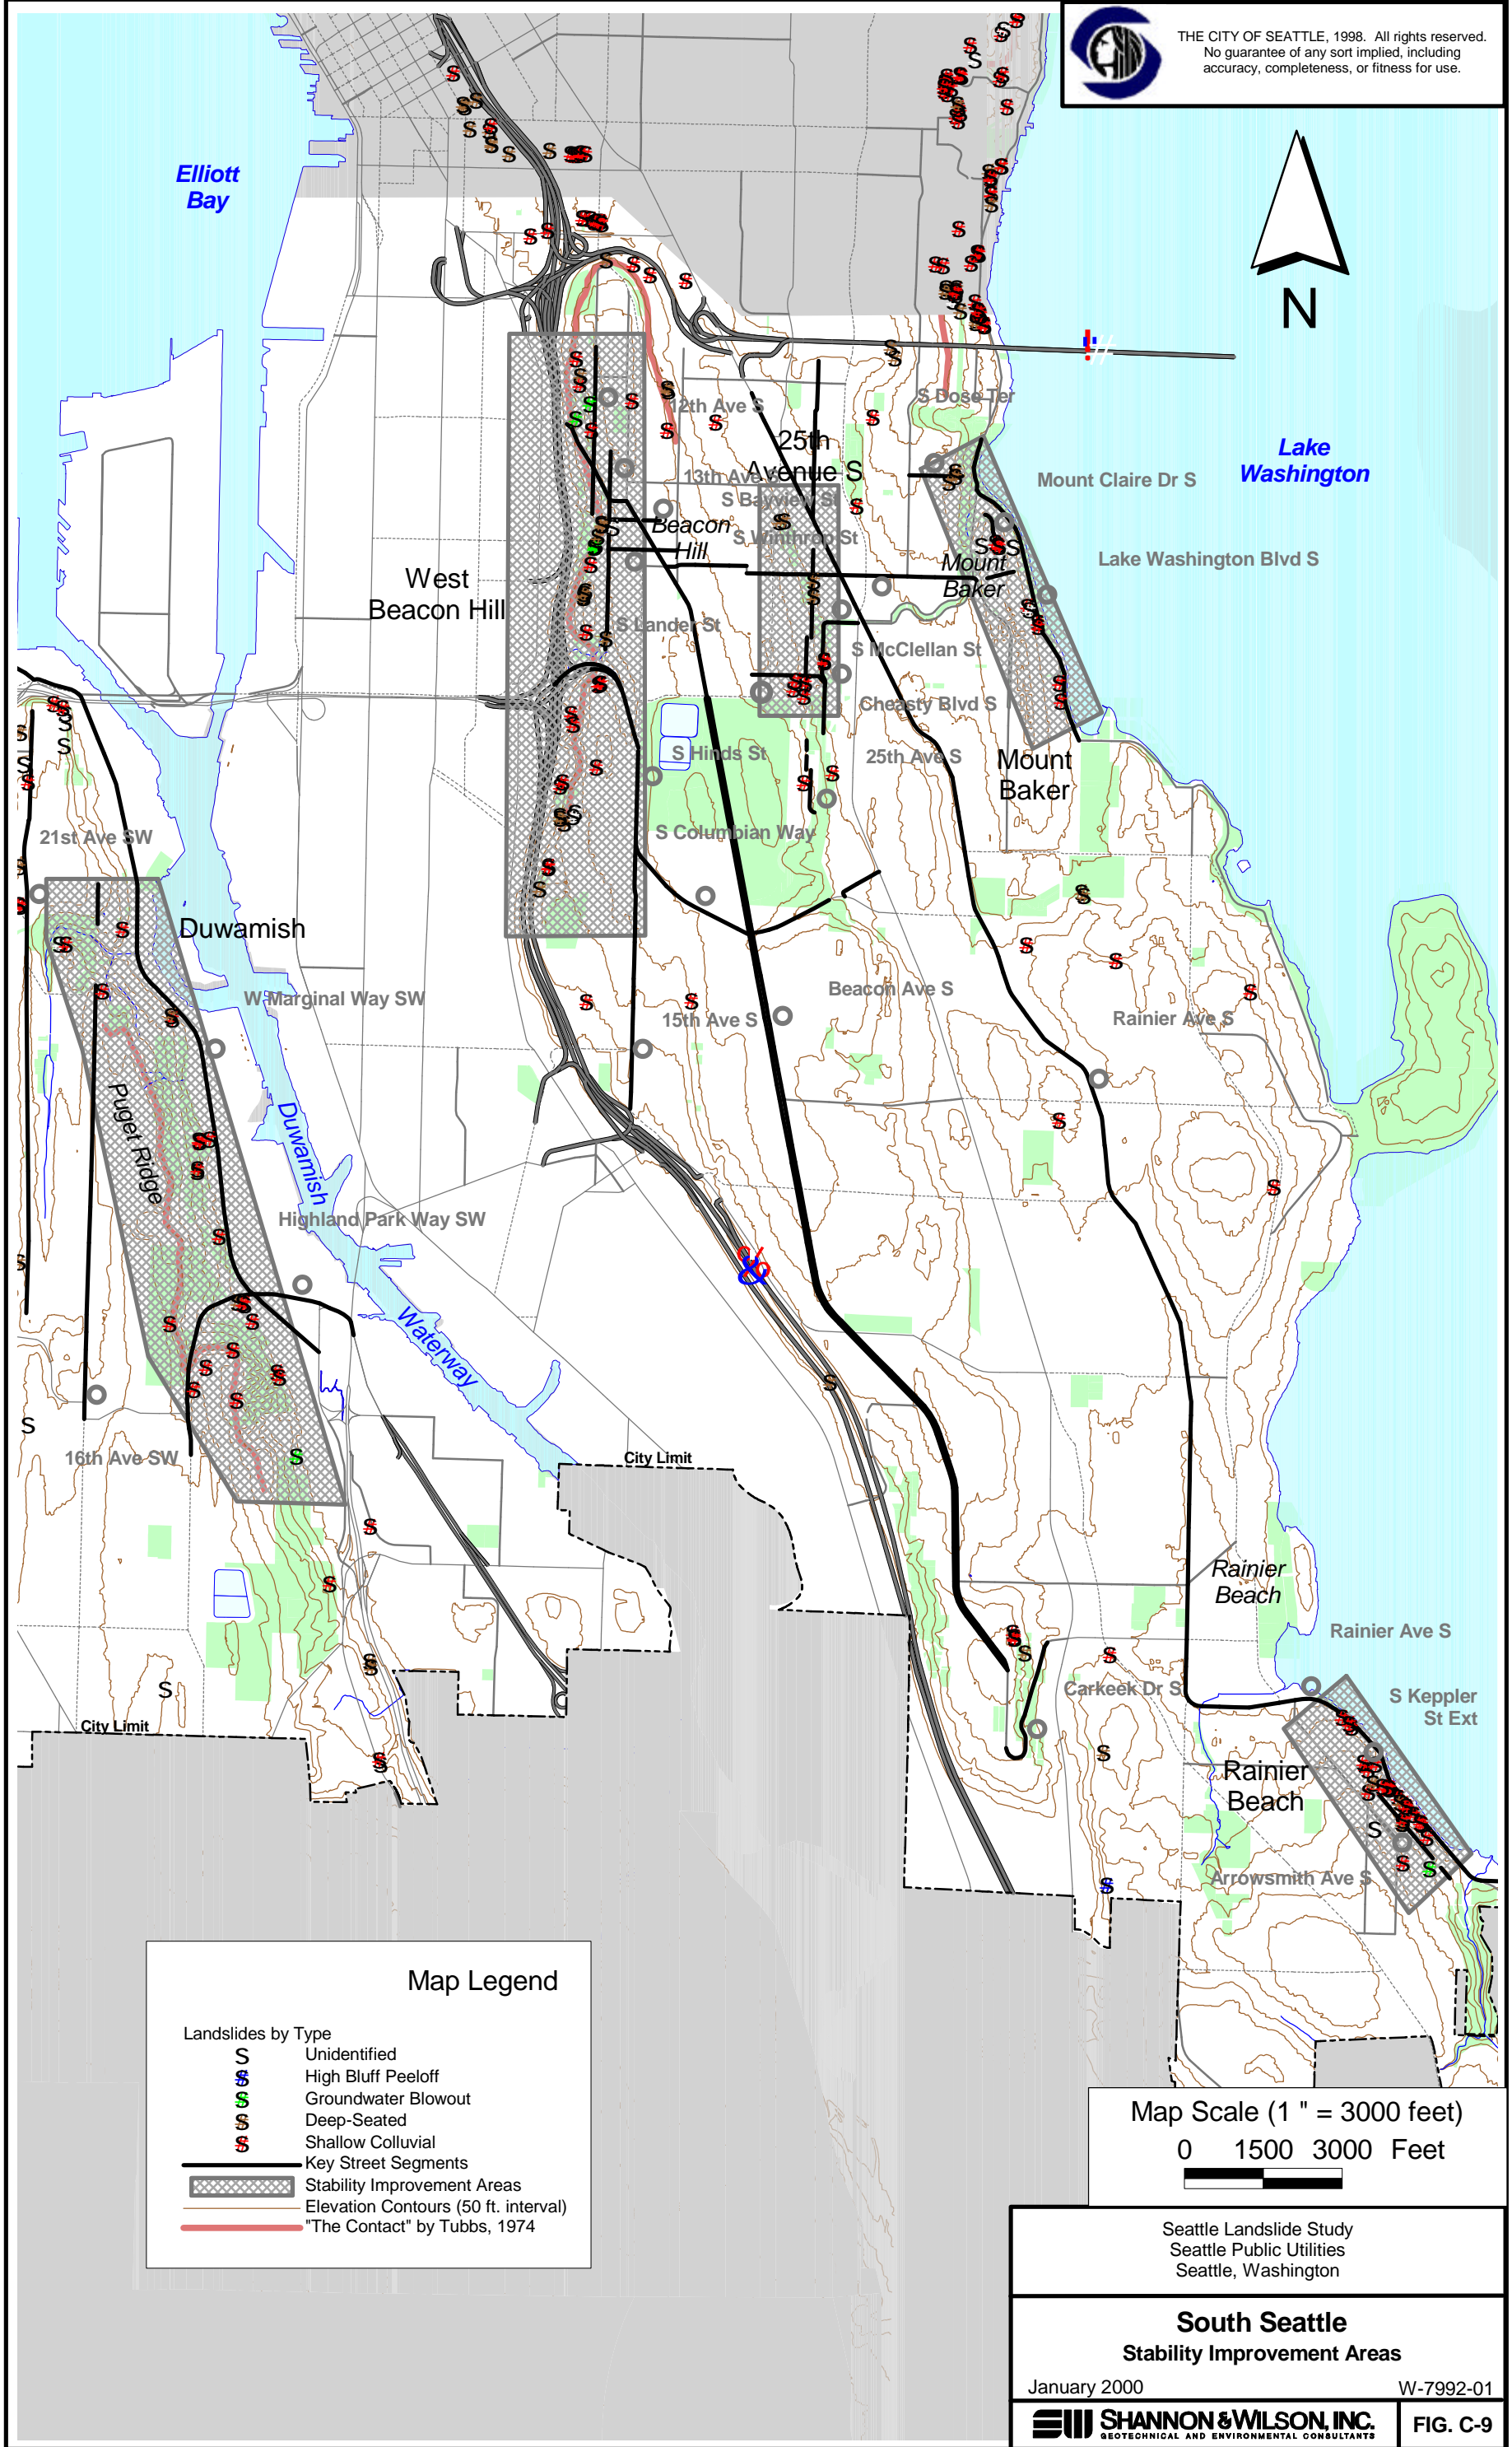 THE CITY OF SEATTLE, 1998. All rights reserved.
No guarantee of any sort implied, including
accuracy, completeness, or fitness for use.
N
Elliott
Bay
Lake
Washington
12th Ave S
S Dose Ter
25th
Avenue S
13th Ave S
S Bayview St
Mount Claire Dr S
Beacon
Hill
S Winthrop St
Mount
Baker
Lake Washington Blvd S
West
Beacon Hill
S Lander St
S McClellan St
Cheasty Blvd S
S Hinds St
25th Ave S
Mount
Baker
21st Ave SW
S Columbian Way
Duwamish
W Marginal Way SW
Beacon Ave S
15th Ave S
Rainier Ave S
Puget Ridge
Duwamish
Waterway
Highland Park Way SW
16th Ave SW
City Limit
Rainier
Beach
Rainier Ave S
Carkeek Dr S
S Keppler
St Ext
City Limit
Rainier
Beach
Arrowsmith Ave S
Map Legend
Landslides by Type
S Unidentified
S High Bluff Peeloff
S Groundwater Blowout
S Deep-Seated
S Shallow Colluvial
Key Street Segments
Stability Improvement Areas
Elevation Contours (50 ft. interval)
"The Contact" by Tubbs, 1974
Map Scale (1 " = 3000 feet)
0 1500 3000 Feet
Seattle Landslide Study
Seattle Public Utilities
Seattle, Washington
South Seattle
Stability Improvement Areas
January 2000 W-7992-01
SHANNON & WILSON, INC.
GEOTECHNICAL AND ENVIRONMENTAL CONSULTANTS
FIG. C-9